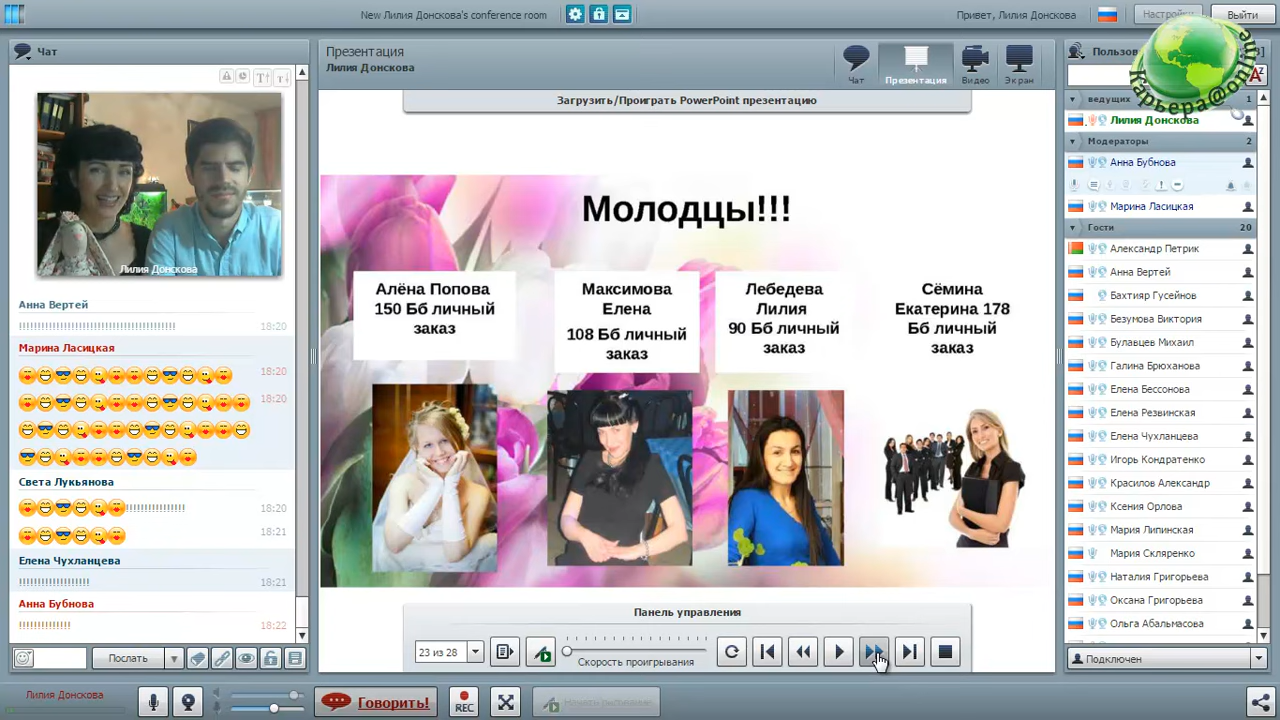 New Лилия Донскова's conference room
Привет, Лилия Донскова
Настройки
Выйти
Чат
Лилия Донскова
Анна Вертей
!!!!!!!!!!!!!!!!!!!!!!!!!!!!!!!!!!!!!!!!! 18:20
Марина Ласицкая
18:20
18:20
Света Лукьянова
!!!!!!!!!!!!!!!! 18:20
18:21
Елена Чухланцева
!!!!!!!!!!!!!!!!!!! 18:21
Анна Бубнова
!!!!!!!!!!!!!! 18:22
Послать
Презентация
Лилия Донскова
Чат
Презентация
Видео
Экран
Загрузить/Проиграть PowerPoint презентацию
Молодцы!!!
Алёна Попова
150 Бб личный
заказ
Максимова
Елена
108 Бб личный
заказ
Лебедева
Лилия
90 Бб личный
заказ
Сёмина
Екатерина 178
Бб личный
заказ
Панель управления
23 из 28
Скорость проигрывания
карьера@online
ведущих 1
Лилия Донскова
Модераторы 2
Анна Бубнова
Марина Ласицкая
Гости 20
Александр Петрик
Анна Вертей
Бахтияр Гусейнов
Безумова Виктория
Булавцев Михаил
Галина Брюханова
Елена Бессонова
Елена Резвинская
Елена Чухланцева
Игорь Кондратенко
Красилов Александр
Ксения Орлова
Мария Липинская
Мария Скляренко
Наталия Григорьева
Оксана Григорьева
Ольга Абальмасова
Подключен
Лилия Донскова
Говорить!
REC